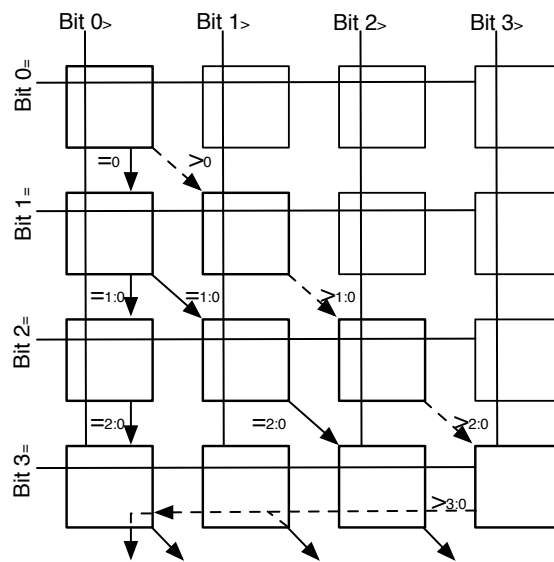 Bit 0> Bit 1> Bit 2> Bit 3>
Bit 0=
=0 >0
Bit 1=
=1:0 =1:0 >1:0
Bit 2=
=2:0 =2:0 >2:0
Bit 3=
>3:0